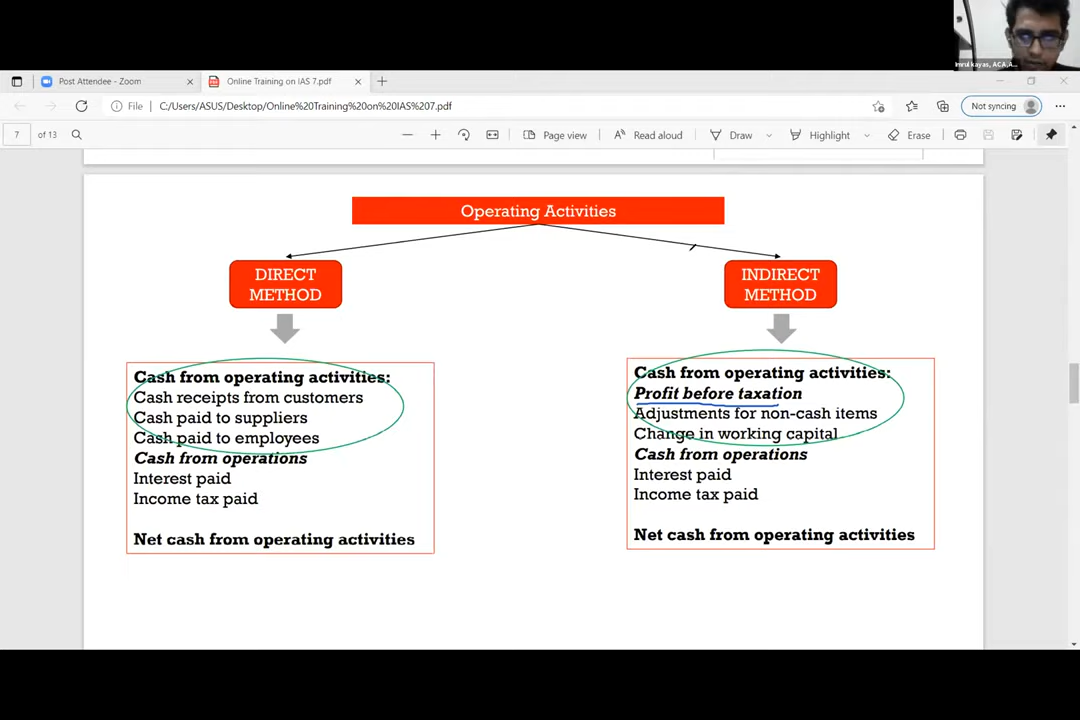 Imrul kayas, ACA,A...
Post Attendee - Zoom
Online Training on IAS 7.pdf
File
C:/Users/ASUS/Desktop/Online%20Training%20on%20IAS%207.pdf
Not syncing
7 of 13
Page view
Read aloud
Draw
Highlight
Erase
Operating Activities
DIRECT
METHOD
Cash from operating activities:
Cash receipts from customers
Cash paid to suppliers
Cash paid to employees
Cash from operations
Interest paid
Income tax paid
Net cash from operating activities
INDIRECT
METHOD
Cash from operating activities:
Profit before taxation
Adjustments for non-cash items
Change in working capital
Cash from operations
Interest paid
Income tax paid
Net cash from operating activities